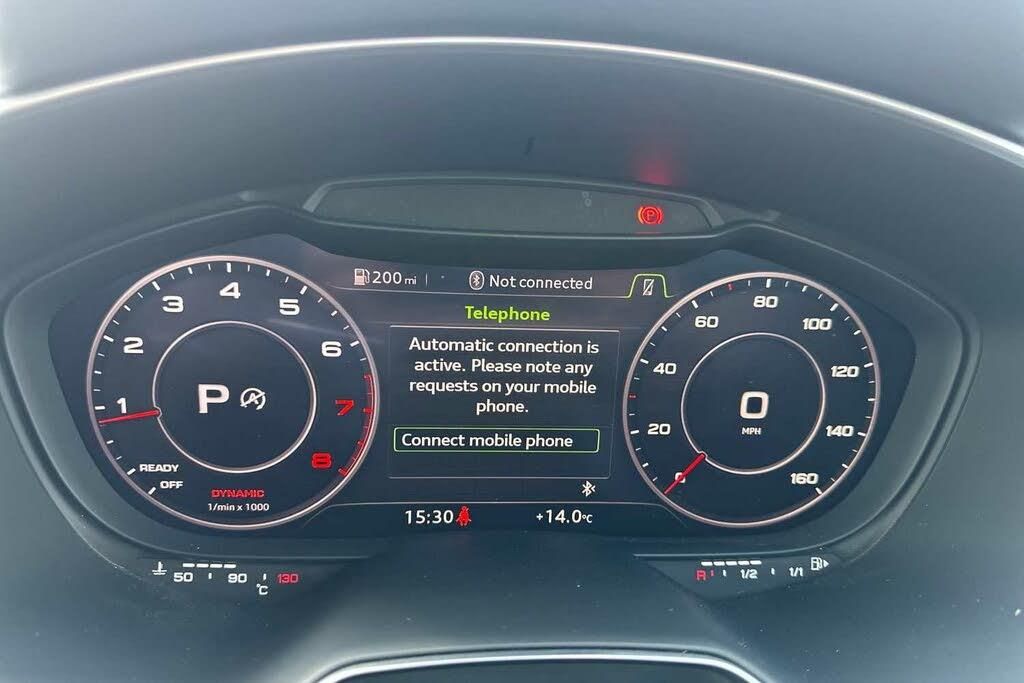 P
200 mi
Not connected
Telephone
Automatic connection is
active. Please note any
requests on your mobile
phone.
Connect mobile phone
15:30
+14.0°C
1
2
3
4
5
6
7
8
P
A
READY
OFF
DYNAMIC
1/min x 1000
0
20
40
60
80
100
120
140
160
0
MPH
50
90
130
°C
R
1/2
1/1